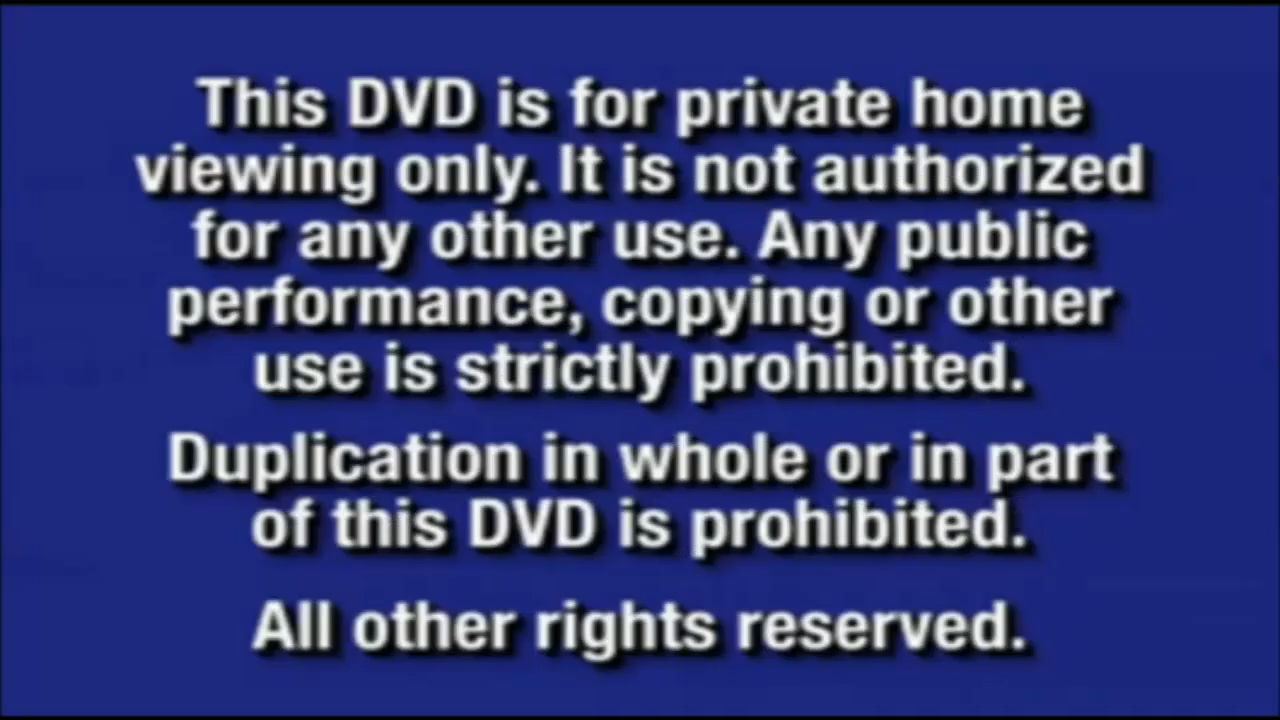 This DVD is for private home
viewing only. It is not authorized
for any other use. Any public
performance, copying or other
use is strictly prohibited.
Duplication in whole or in part
of this DVD is prohibited.
All other rights reserved.